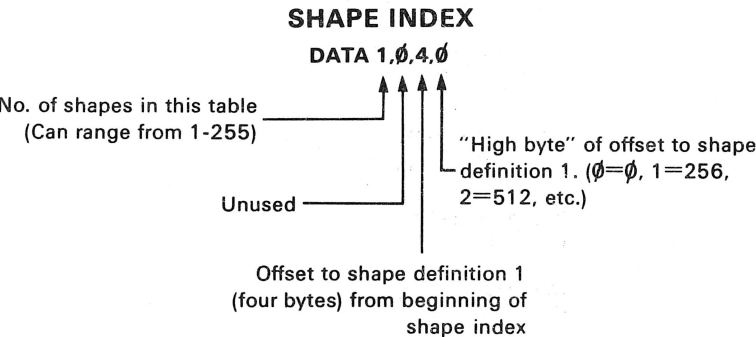 SHAPE INDEX
DATA 1,Ø,4,Ø
No. of shapes in this table
(Can range from 1-255)
"High byte" of offset to shape
definition 1. (Ø=Ø, 1=256,
2=512, etc.)
Unused
Offset to shape definition 1
(four bytes) from beginning of
shape index